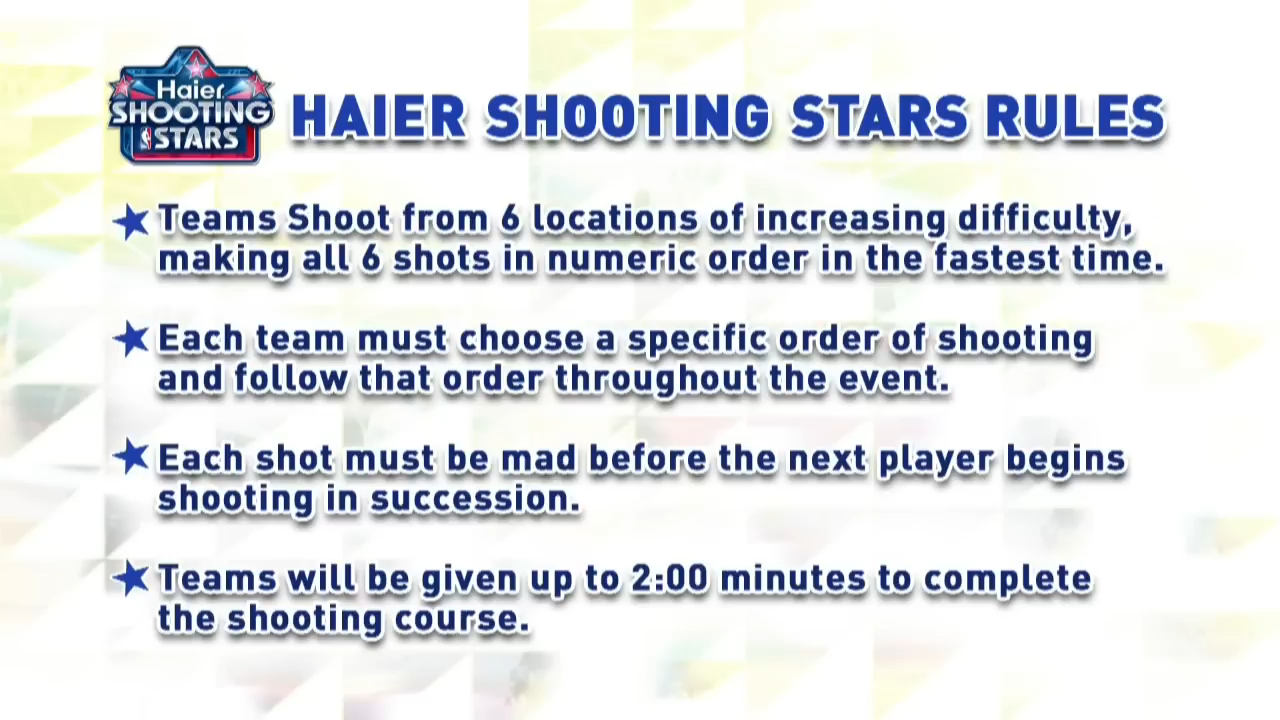 Haier
SHOOTING
STARS
HAIER SHOOTING STARS RULES
Teams Shoot from 6 locations of increasing difficulty,
making all 6 shots in numeric order in the fastest time.
Each team must choose a specific order of shooting
and follow that order throughout the event.
Each shot must be mad before the next player begins
shooting in succession.
Teams will be given up to 2:00 minutes to complete
the shooting course.